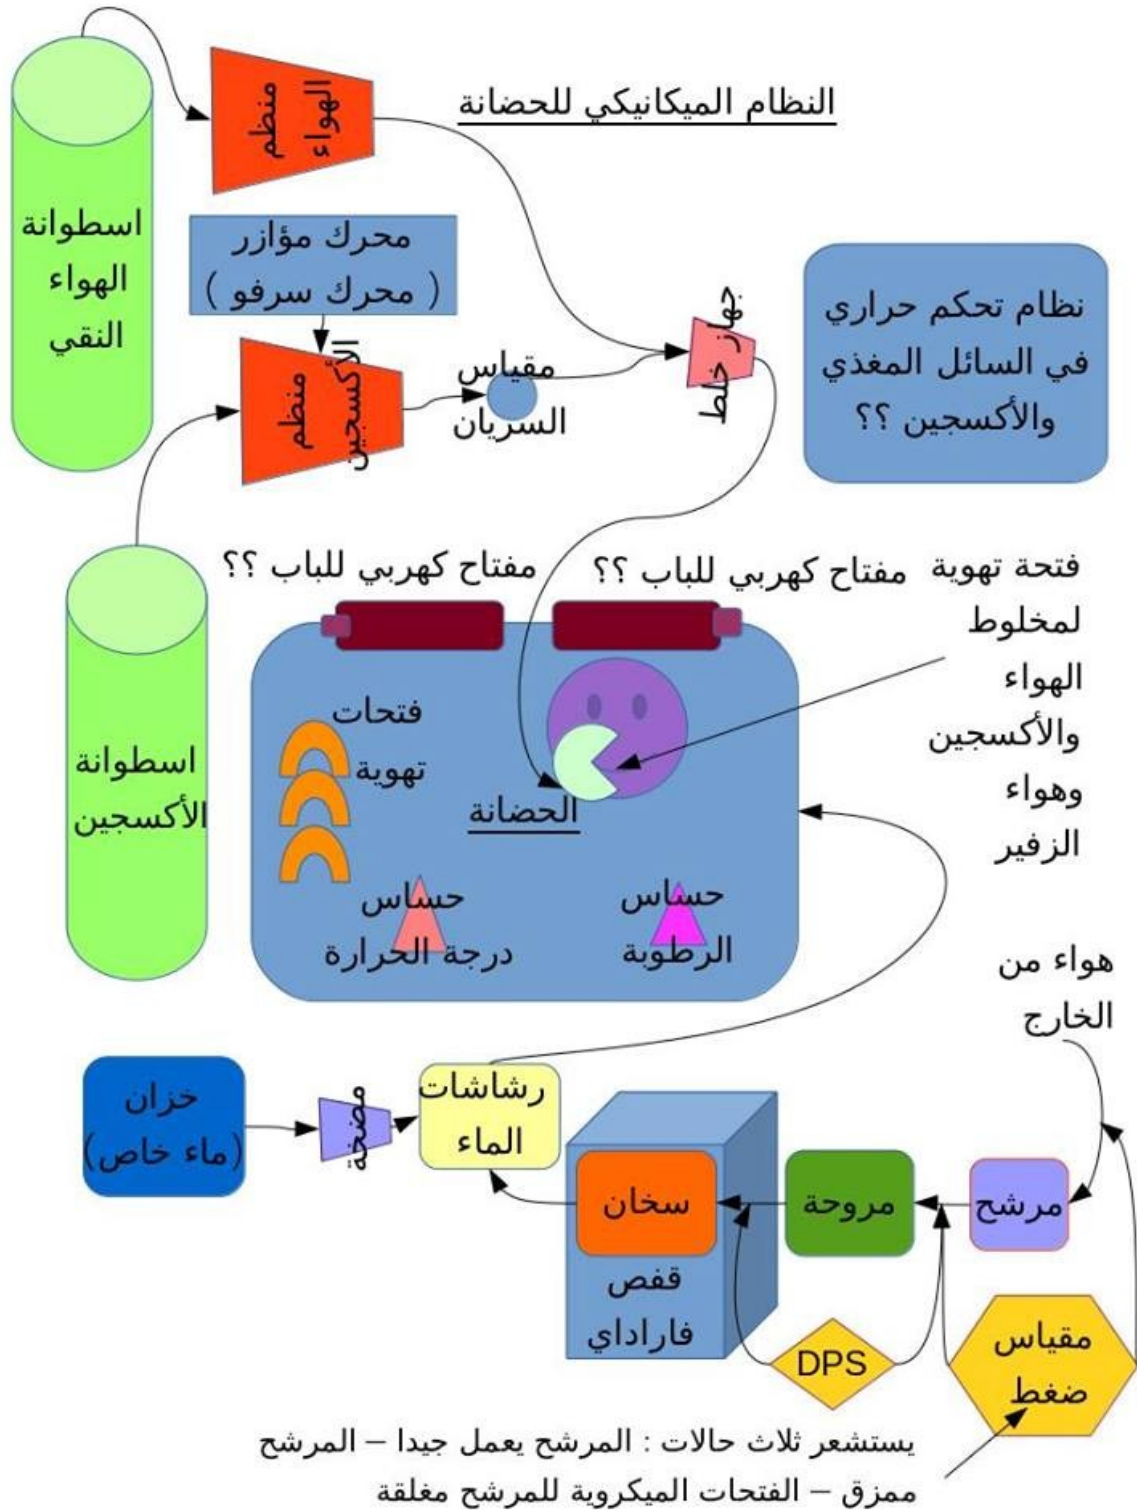 النظام الميكانيكي للحضانة
منظم
الهواء
اسطوانة
الهواء
النقي
محرك مؤازر
( محرك سرفو )
منظم
الأكسجين
مقياس
السريان
جهاز خلط
نظام تحكم حراري
في السائل المغذي
والأكسجين ؟؟
اسطوانة
الأكسجين
مفتاح كهربي للباب ؟؟
مفتاح كهربي للباب ؟؟
فتحة تهوية
لمخلوط
الهواء
والأكسجين
وهواء
الزفير
فتحات
تهوية
الحضانة
حساس
درجة الحرارة
حساس
الرطوبة
هواء من
الخارج
خزان
(ماء خاص)
مضخة
رشاشات
الماء
سخان
قفص
فاراداي
مروحة
مرشح
DPS
مقياس
ضغط
يستشعر ثلاث حالات : المرشح يعمل جيدا – المرشح
ممزق – الفتحات الميكروية للمرشح مغلقة